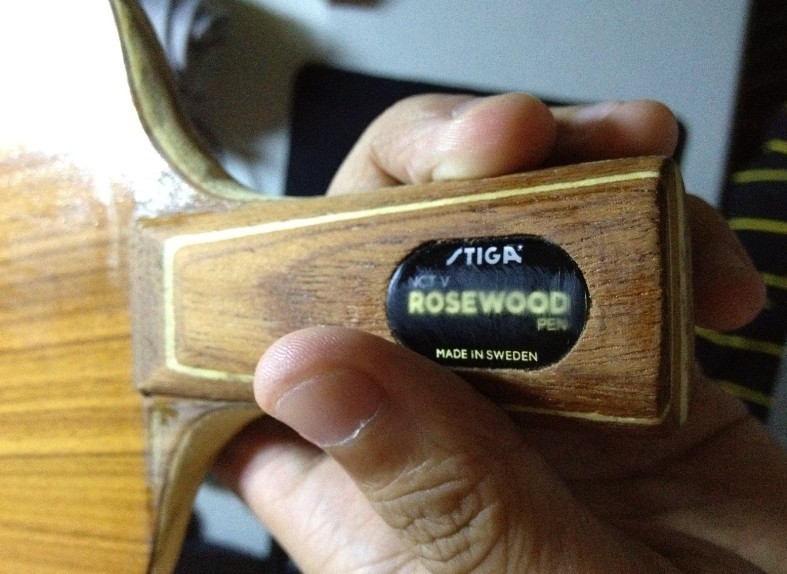 STIGA
NCT V
ROSEWOOD
PEN
MADE IN SWEDEN